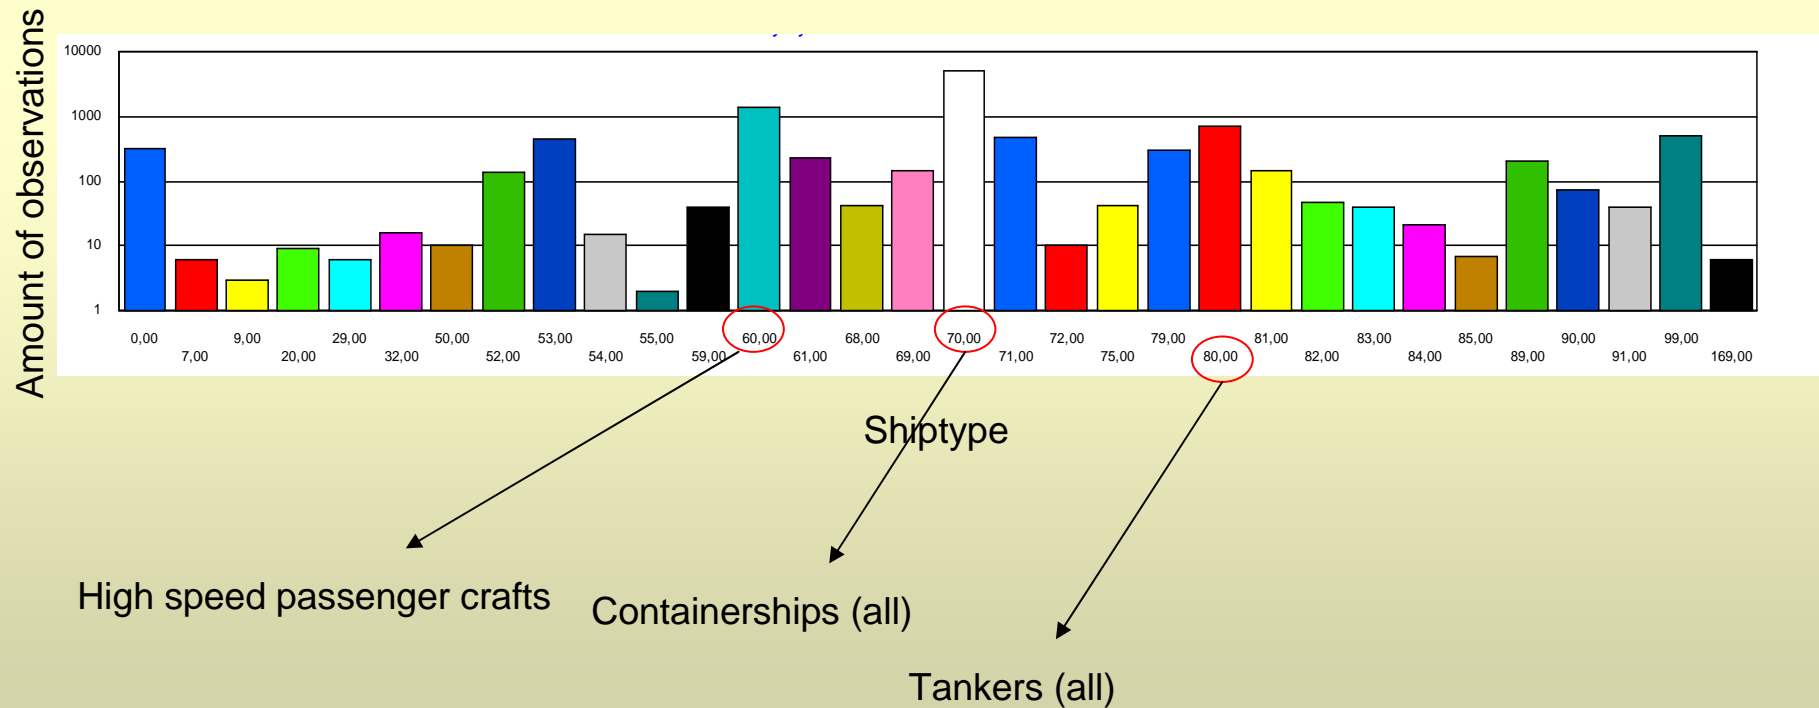 Amount of observations
10000
1000
100
10
1
0,00 9,00 29,00 50,00 53,00 55,00 60,00 68,00 70,00 72,00 79,00 81,00 83,00 85,00 90,00 99,00
7,00 20,00 32,00 52,00 54,00 59,00 61,00 69,00 71,00 75,00 80,00 82,00 84,00 89,00 91,00 169,00
Shiptype
High speed passenger crafts
Containerships (all)
Tankers (all)